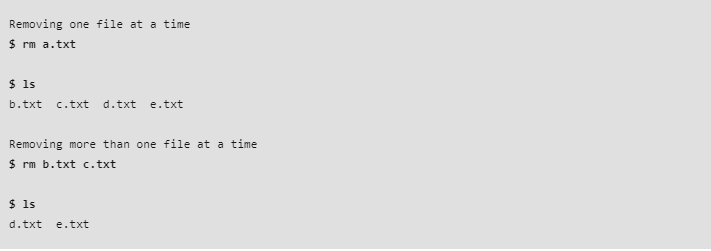 Removing one file at a time
$ rm a.txt
$ ls
b.txt  c.txt  d.txt  e.txt
Removing more than one file at a time
$ rm b.txt c.txt
$ ls
d.txt  e.txt